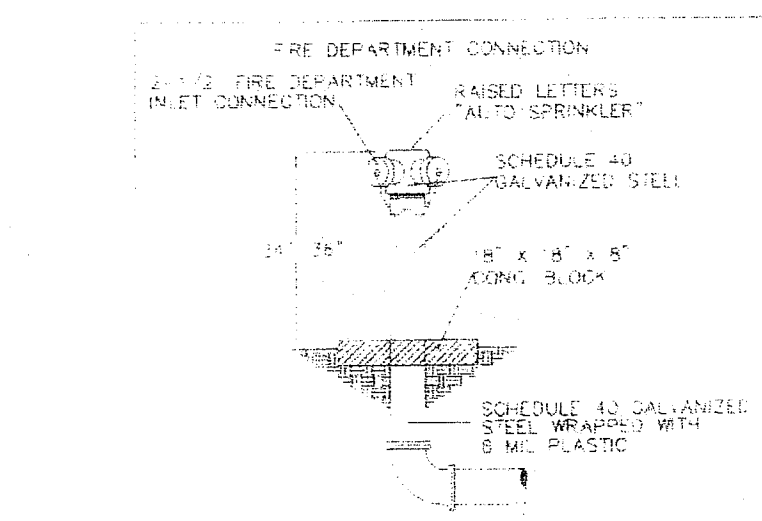 FIRE DEPARTMENT CONNECTION
2-1/2" FIRE DEPARTMENT
INLET CONNECTION
RAISED LETTERS
"AUTO SPRINKLER"
SCHEDULE 40
GALVANIZED STEEL
36"
18" X 18" X 8"
CONC BLOCK
SCHEDULE 40 GALVANIZED
STEEL WRAPPED WITH
8 MIL PLASTIC